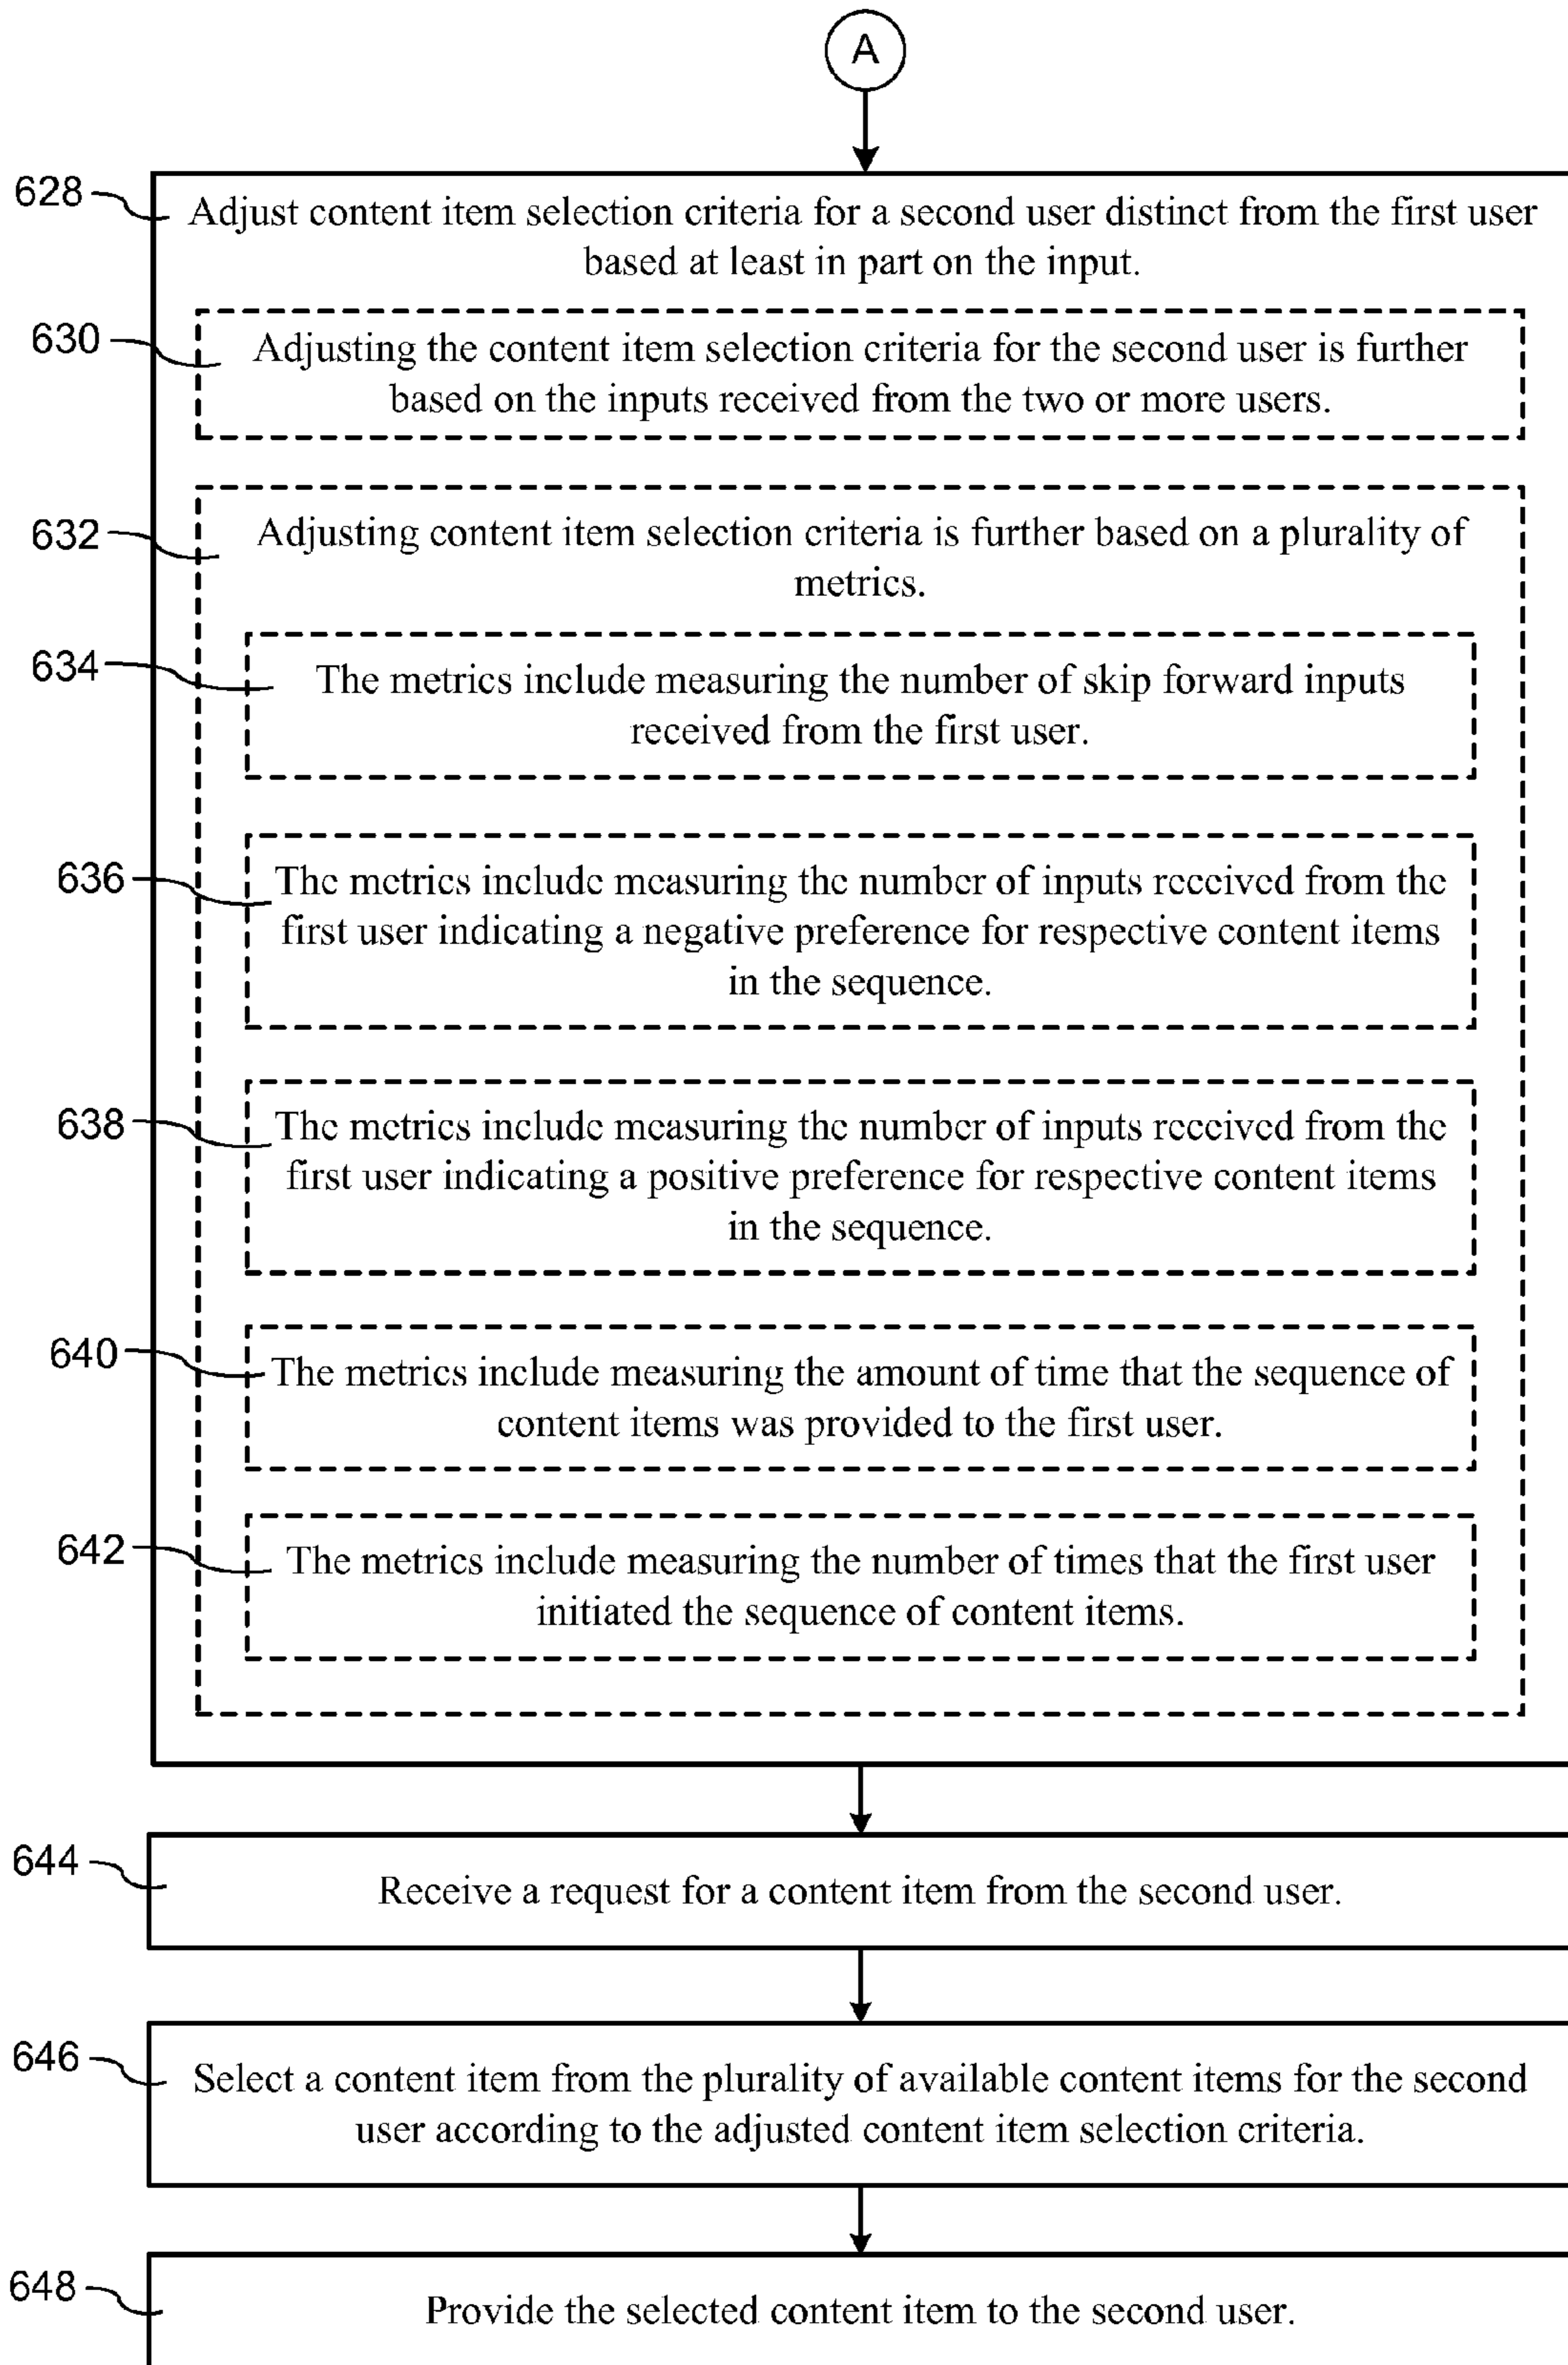 A
628
Adjust content item selection criteria for a second user distinct from the first user
based at least in part on the input.
630
Adjusting the content item selection criteria for the second user is further
based on the inputs received from the two or more users.
632
Adjusting content item selection criteria is further based on a plurality of
metrics.
634
The metrics include measuring the number of skip forward inputs
received from the first user.
636
The metrics include measuring the number of inputs received from the
first user indicating a negative preference for respective content items
in the sequence.
638
The metrics include measuring the number of inputs received from the
first user indicating a positive preference for respective content items
in the sequence.
640
The metrics include measuring the amount of time that the sequence of
content items was provided to the first user.
642
The metrics include measuring the number of times that the first user
initiated the sequence of content items.
644
Receive a request for a content item from the second user.
646
Select a content item from the plurality of available content items for the second
user according to the adjusted content item selection criteria.
648
Provide the selected content item to the second user.